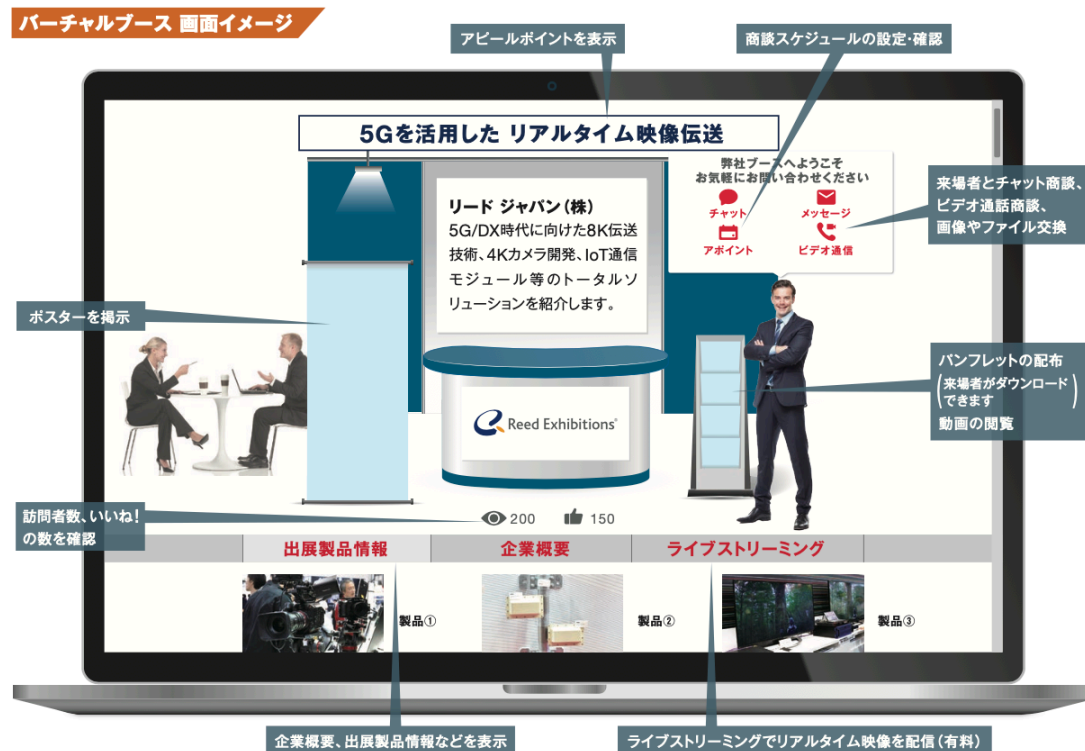 バーチャルブース 画面イメージ
アピールポイントを表示
商談スケジュールの設定・確認
5Gを活用した リアルタイム映像伝送
弊社ブースへようこそ
お気軽にお問い合わせください
チャット
メッセージ
アポイント
ビデオ通信
来場者とチャット商談、
ビデオ通話商談、
画像やファイル交換
リード ジャパン(株)
5G/DX時代に向けた8K伝送
技術、4Kカメラ開発、IoT通信
モジュール等のトータルソ
リューションを紹介します。
ポスターを掲示
パンフレットの配布
(来場者がダウンロード
できます)
動画の閲覧
Reed Exhibitions®
訪問者数、いいね!
の数を確認
200
150
出展製品情報
企業概要
ライブストリーミング
製品①
製品②
製品③
企業概要、出展製品情報などを表示
ライブストリーミングでリアルタイム映像を配信(有料)